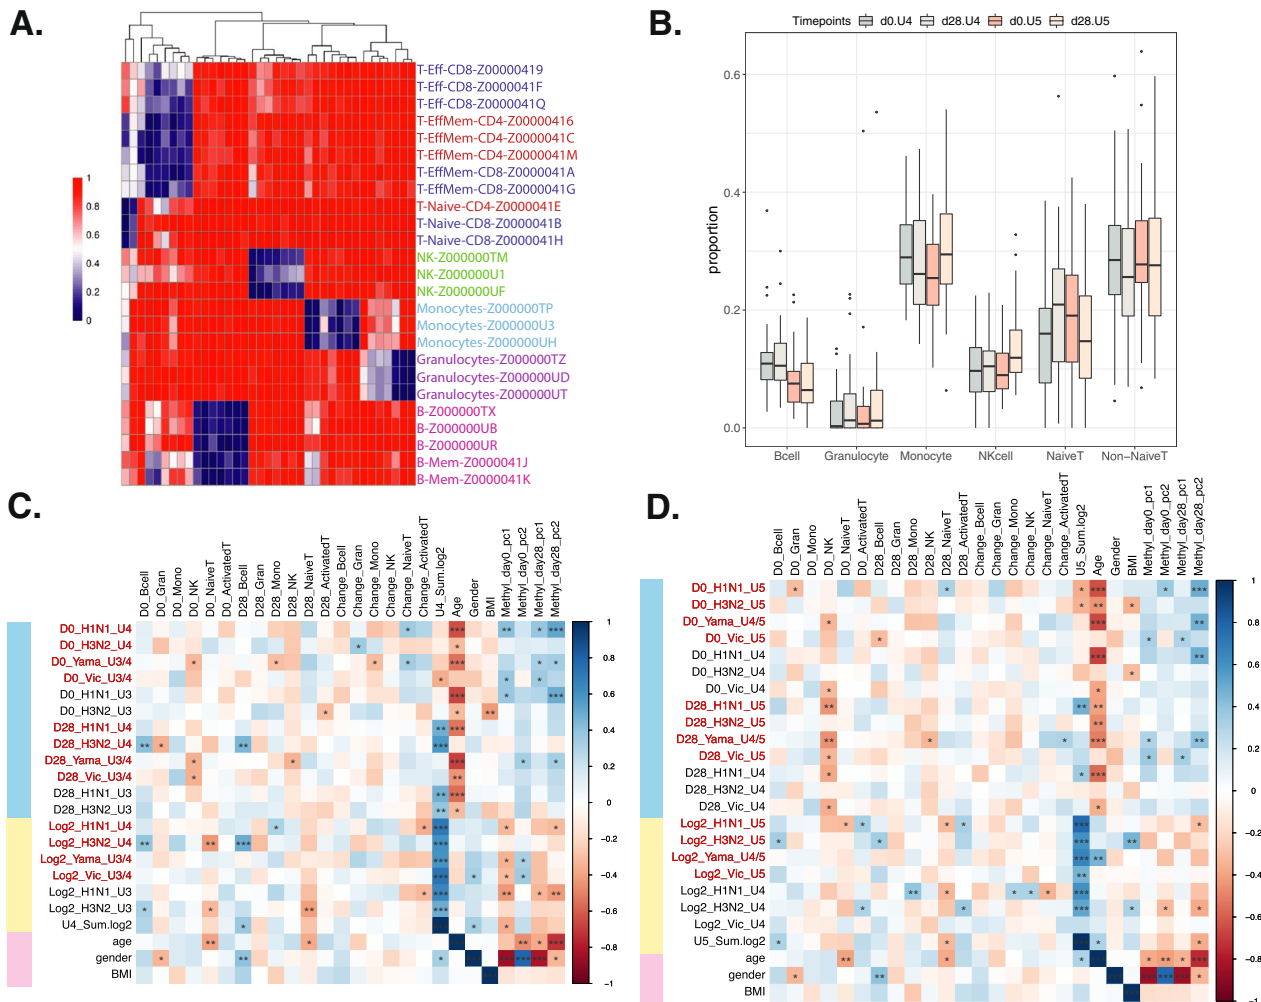 A.
T-Eff-CD8-Z00000419
T-Eff-CD8-Z0000041F
T-Eff-CD8-Z0000041Q
T-EffMem-CD4-Z00000416
T-EffMem-CD4-Z0000041C
T-EffMem-CD4-Z0000041M
T-EffMem-CD8-Z0000041A
T-EffMem-CD8-Z0000041G
T-Naive-CD4-Z0000041E
T-Naive-CD8-Z0000041B
T-Naive-CD8-Z0000041H
NK-Z000000TM
NK-Z000000U1
NK-Z000000UF
Monocytes-Z000000TP
Monocytes-Z000000U3
Monocytes-Z000000UH
Granulocytes-Z000000TZ
Granulocytes-Z000000UD
Granulocytes-Z000000UT
B-Z000000TX
B-Z000000UB
B-Z000000UR
B-Mem-Z0000041J
B-Mem-Z0000041K
1
0.8
0.6
0.4
0.2
0
B.
Timepoints d0.U4 d28.U4 d0.U5 d28.U5
proportion
0.6
0.4
0.2
0.0
Bcell Granulocyte Monocyte NKcell NaiveT Non-NaiveT
C.
D0_Bcell
D0_Gran
D0_Mono
D0_NK
D0_NaiveT
D0_ActivatedT
D28_Bcell
D28_Gran
D28_Mono
D28_NK
D28_NaiveT
D28_ActivatedT
Change_Bcell
Change_Gran
Change_Mono
Change_NK
Change_NaiveT
Change_ActivatedT
U4_Sum.log2
Age
Gender
BMI
Methyl_day0_pc1
Methyl_day0_pc2
Methyl_day28_pc1
Methyl_day28_pc2
D0_H1N1_U4
D0_H3N2_U4
D0_Yama_U3/4
D0_Vic_U3/4
D0_H1N1_U3
D0_H3N2_U3
D28_H1N1_U4
D28_H3N2_U4
D28_Yama_U3/4
D28_Vic_U3/4
D28_H1N1_U3
D28_H3N2_U3
Log2_H1N1_U4
Log2_H3N2_U4
Log2_Yama_U3/4
Log2_Vic_U3/4
Log2_H1N1_U3
Log2_H3N2_U3
U4_Sum.log2
age
gender
BMI
1
0.8
0.6
0.4
0.2
0
-0.2
-0.4
-0.6
-0.8
-1
D.
D0_Bcell
D0_Gran
D0_Mono
D0_NK
D0_NaiveT
D0_ActivatedT
D28_Bcell
D28_Gran
D28_Mono
D28_NK
D28_NaiveT
D28_ActivatedT
Change_Bcell
Change_Gran
Change_Mono
Change_NK
Change_NaiveT
Change_ActivatedT
U5_Sum.log2
Age
Gender
BMI
Methyl_day0_pc1
Methyl_day0_pc2
Methyl_day28_pc1
Methyl_day28_pc2
D0_H1N1_U5
D0_H3N2_U5
D0_Yama_U4/5
D0_Vic_U5
D0_H1N1_U4
D0_H3N2_U4
D0_Vic_U4
D28_H1N1_U5
D28_H3N2_U5
D28_Yama_U4/5
D28_Vic_U5
D28_H1N1_U4
D28_H3N2_U4
D28_Vic_U4
Log2_H1N1_U5
Log2_H3N2_U5
Log2_Yama_U4/5
Log2_Vic_U5
Log2_H1N1_U4
Log2_H3N2_U4
Log2_Vic_U4
U5_Sum.log2
age
gender
BMI
1
0.8
0.6
0.4
0.2
0
-0.2
-0.4
-0.6
-0.8
-1